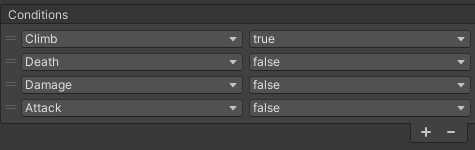 Conditions
Climb true
Death false
Damage false
Attack false